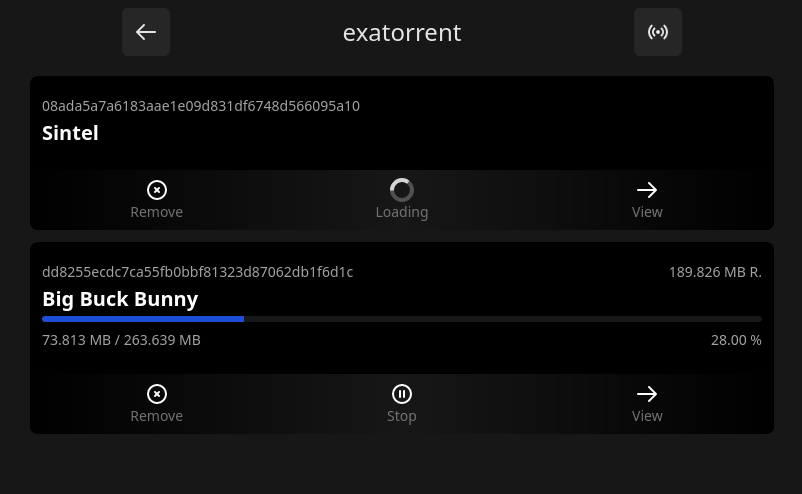 exatorrent
08ada5a7a6183aae1e09d831df6748d566095a10
Sintel
Remove Loading View
dd8255ecdc7ca55fb0bbf81323d87062db1f6d1c 189.826 MB R.
Big Buck Bunny
73.813 MB / 263.639 MB 28.00 %
Remove Stop View